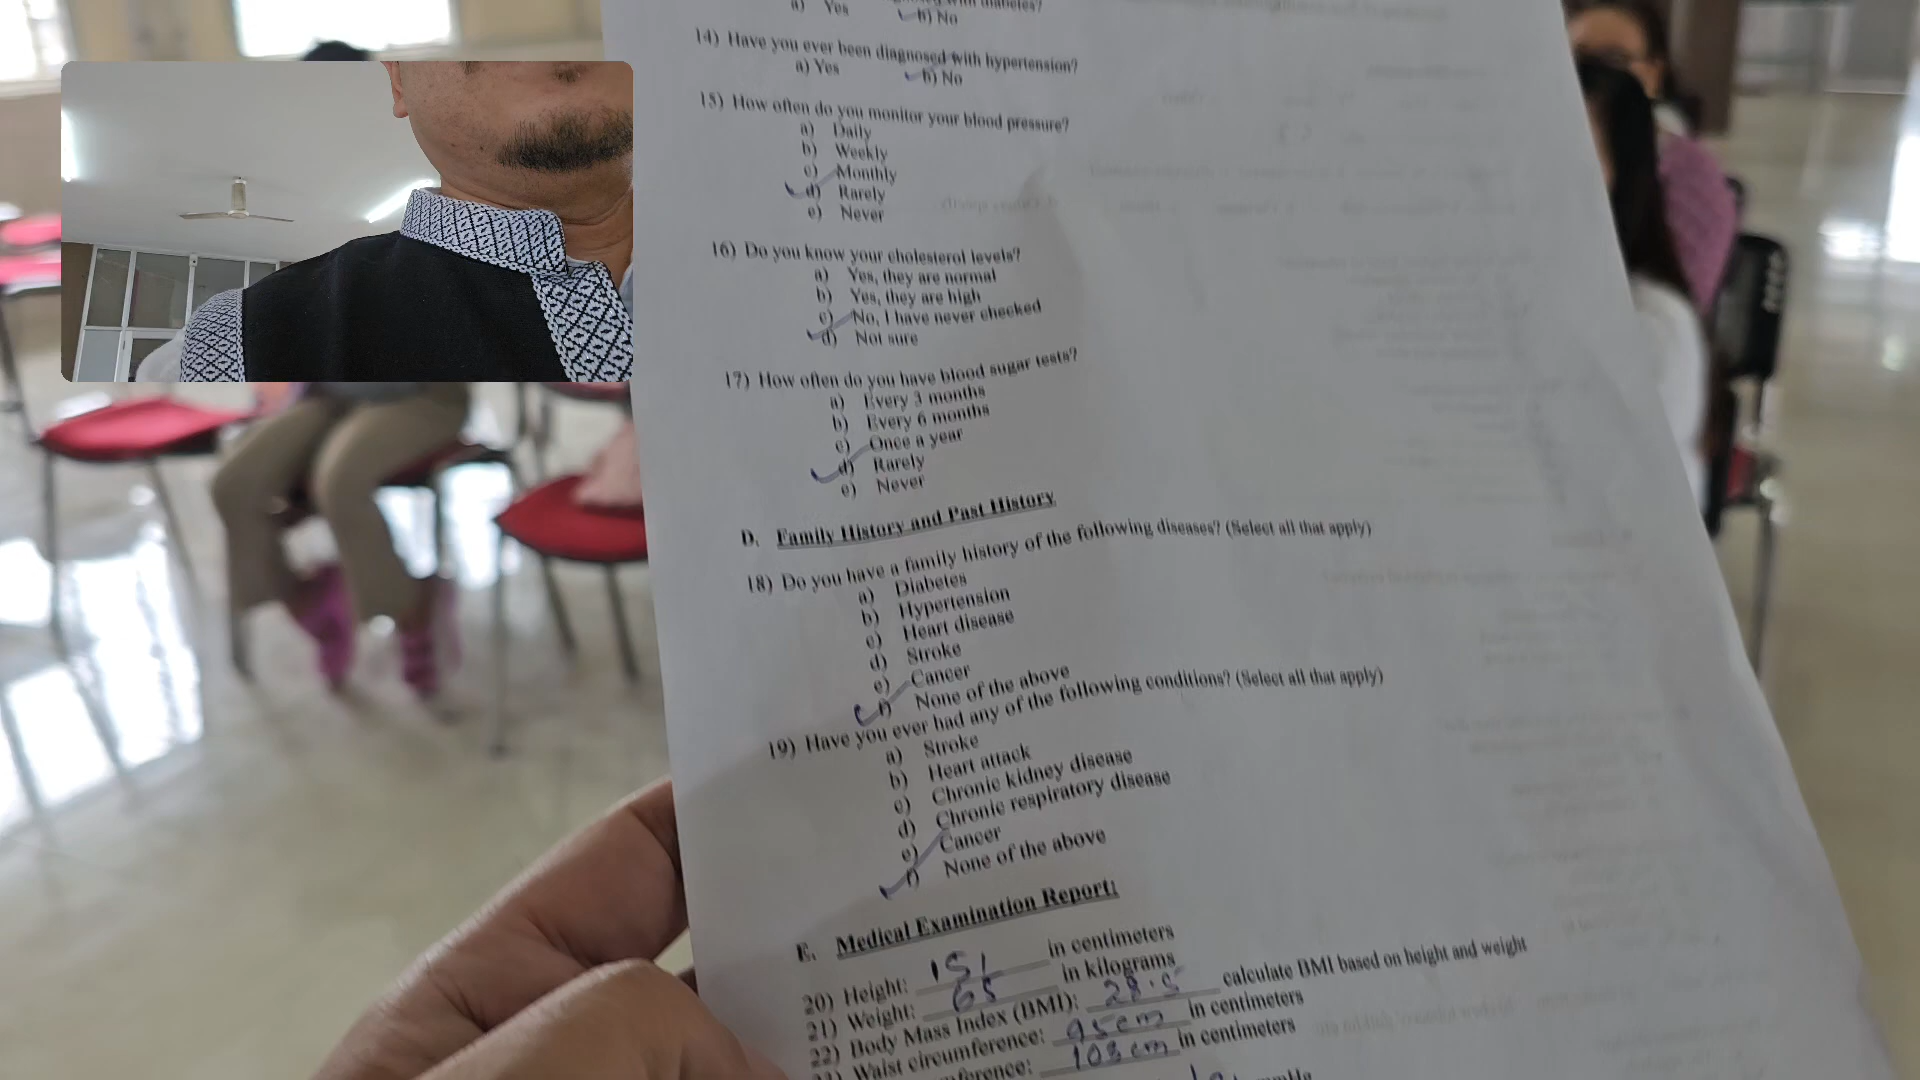 a) Yes b) No
14) Have you ever been diagnosed with hypertension?
a) Yes b) No
15) How often do you monitor your blood pressure?
a) Daily
b) Weekly
c) Monthly
d) Rarely
e) Never
16) Do you know your cholesterol levels?
a) Yes, they are normal
b) Yes, they are high
c) No, I have never checked
d) Not sure
17) How often do you have blood sugar tests?
a) Every 3 months
b) Every 6 months
c) Once a year
d) Rarely
e) Never
D. Family History and Past History
18) Do you have a family history of the following diseases? (Select all that apply)
a) Diabetes
b) Hypertension
c) Heart disease
d) Stroke
e) Cancer
f) None of the above
19) Have you ever had any of the following conditions? (Select all that apply)
a) Stroke
b) Heart attack
c) Chronic kidney disease
d) Chronic respiratory disease
e) Cancer
f) None of the above
E. Medical Examination Report:
20) Height: 151 in centimeters
21) Weight: 65 in kilograms
22) Body Mass Index (BMI): 28.5 calculate BMI based on height and weight
Waist circumference: 95cm in centimeters
108cm in centimeters